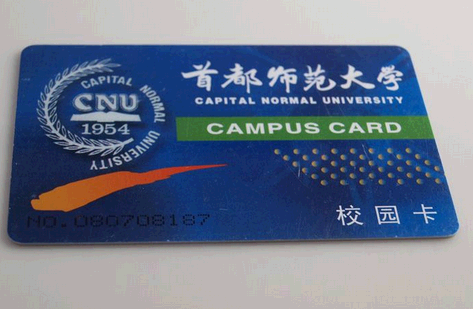 CAPITAL NORMAL UNIVERSITY
CNU
1954
首都师范大学
CAPITAL NORMAL UNIVERSITY
CAMPUS CARD
NO.080708187
校园卡